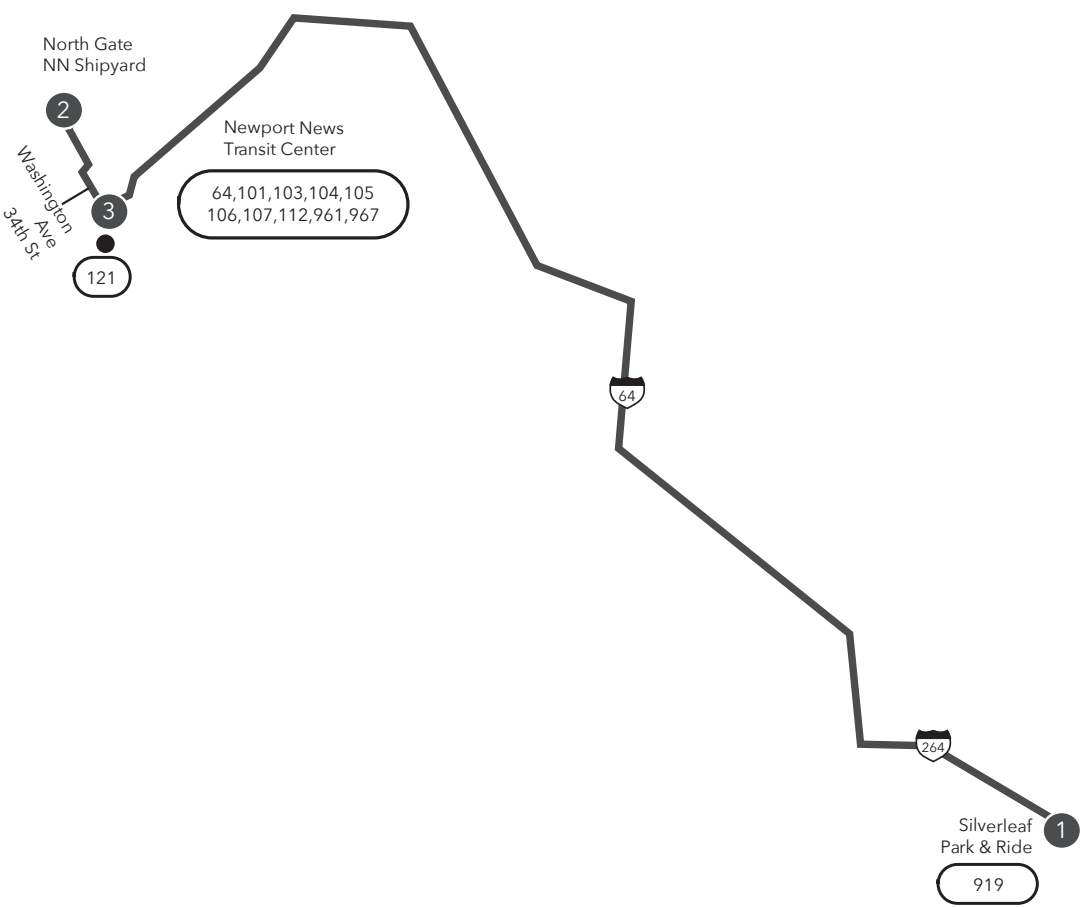 North Gate
NN Shipyard
2
Newport News
Transit Center
64,101,103,104,105
106,107,112,961,967
Washington
Ave
34th St
3
121
64
264
Silverleaf
Park & Ride
1
919